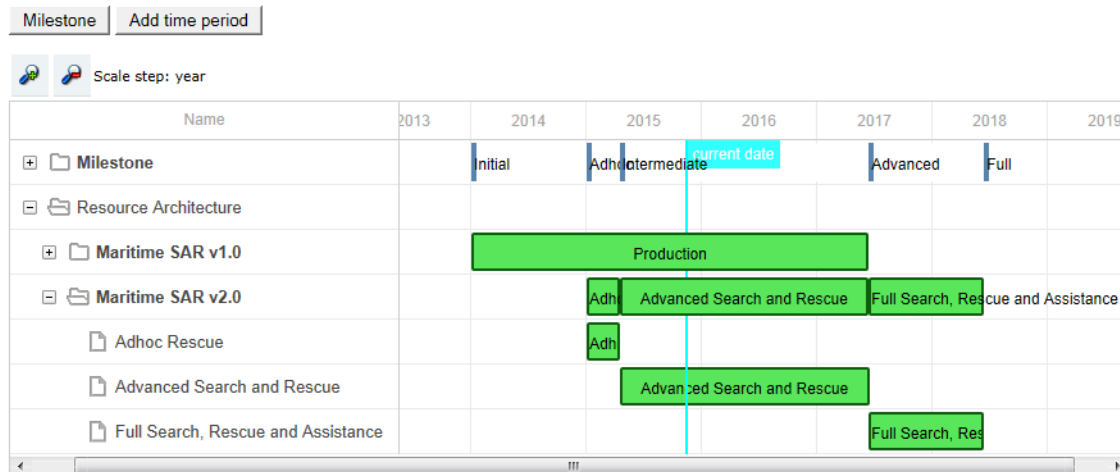 Milestone Add time period
Scale step: year
Name 2013 2014 2015 2016 2017 2018 2019
current date
Milestone Initial Adhoc Intermediate Advanced Full
Resource Architecture
Maritime SAR v1.0 Production
Maritime SAR v2.0 Adh Advanced Search and Rescue Full Search, Rescue and Assistance
Adhoc Rescue Adh
Advanced Search and Rescue Advanced Search and Rescue
Full Search, Rescue and Assistance Full Search, Res